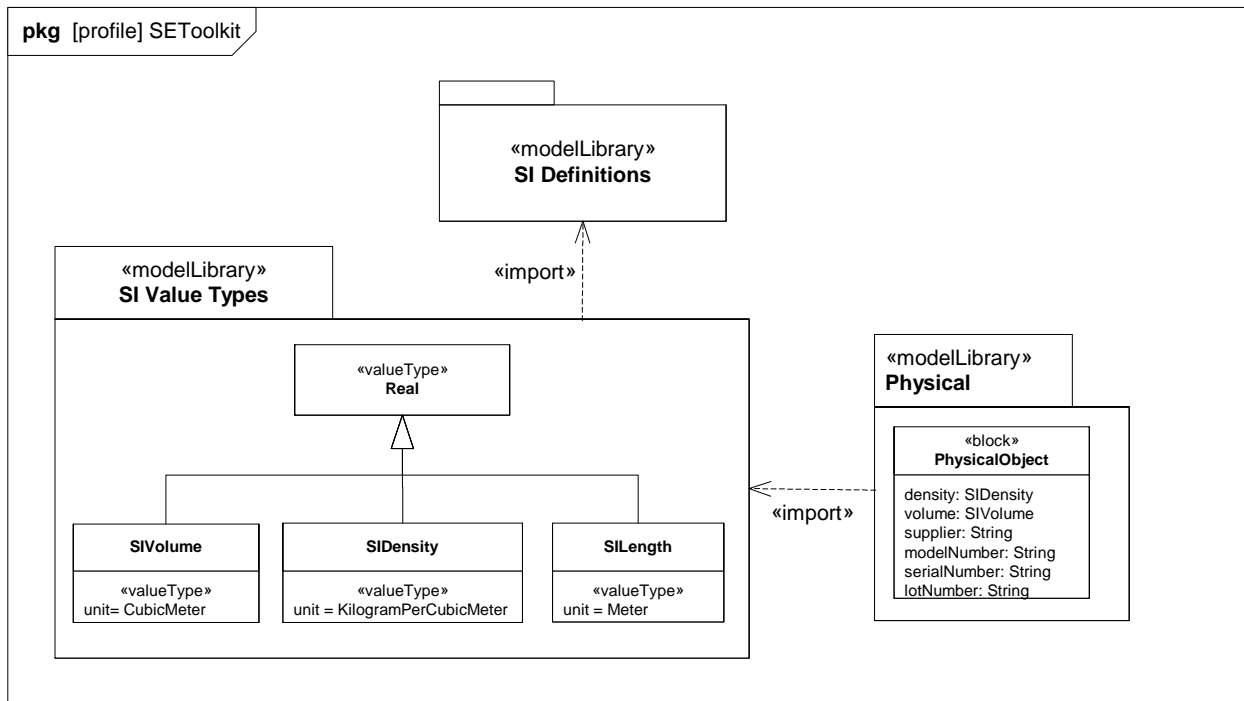 pkg [profile] SEToolkit
«modelLibrary»
SI Definitions
«import»
«modelLibrary»
SI Value Types
«valueType»
Real
SIVolume
«valueType»
unit= CubicMeter
SIDensity
«valueType»
unit = KilogramPerCubicMeter
SILength
«valueType»
unit = Meter
«import»
«modelLibrary»
Physical
«block»
PhysicalObject
density: SIDensity
volume: SIVolume
supplier: String
modelNumber: String
serialNumber: String
lotNumber: String